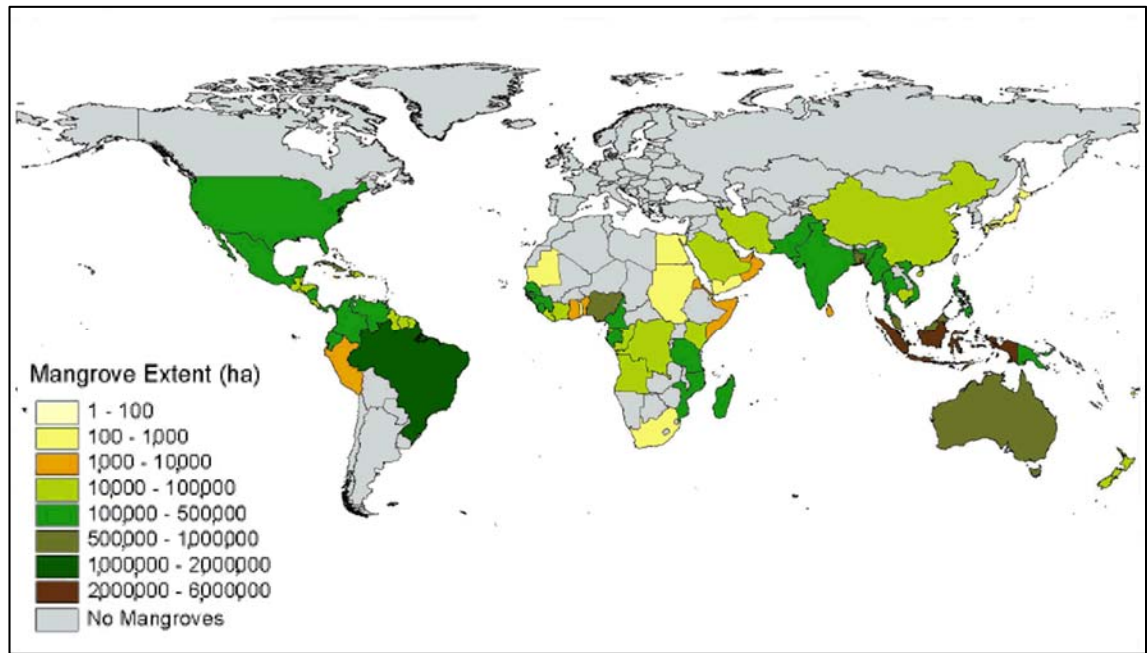 Mangrove Extent (ha)
1 - 100
100 - 1,000
1,000 - 10,000
10,000 - 100,000
100,000 - 500,000
500,000 - 1,000,000
1,000,000 - 2,000,000
2,000,000 - 6,000,000
No Mangroves